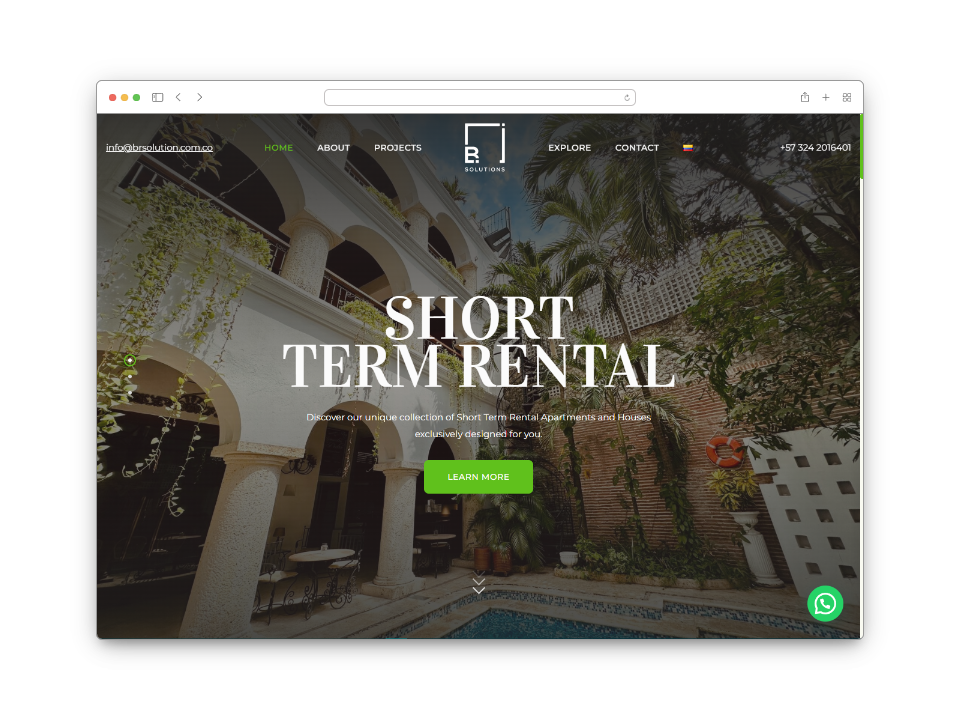 info@brsolution.com.co
HOME
ABOUT
PROJECTS
B.
SOLUTIONS
EXPLORE
CONTACT
+57 324 2016401
SHORT
TERM RENTAL
Discover our unique collection of Short Term Rental Apartments and Houses
exclusively designed for you.
LEARN MORE